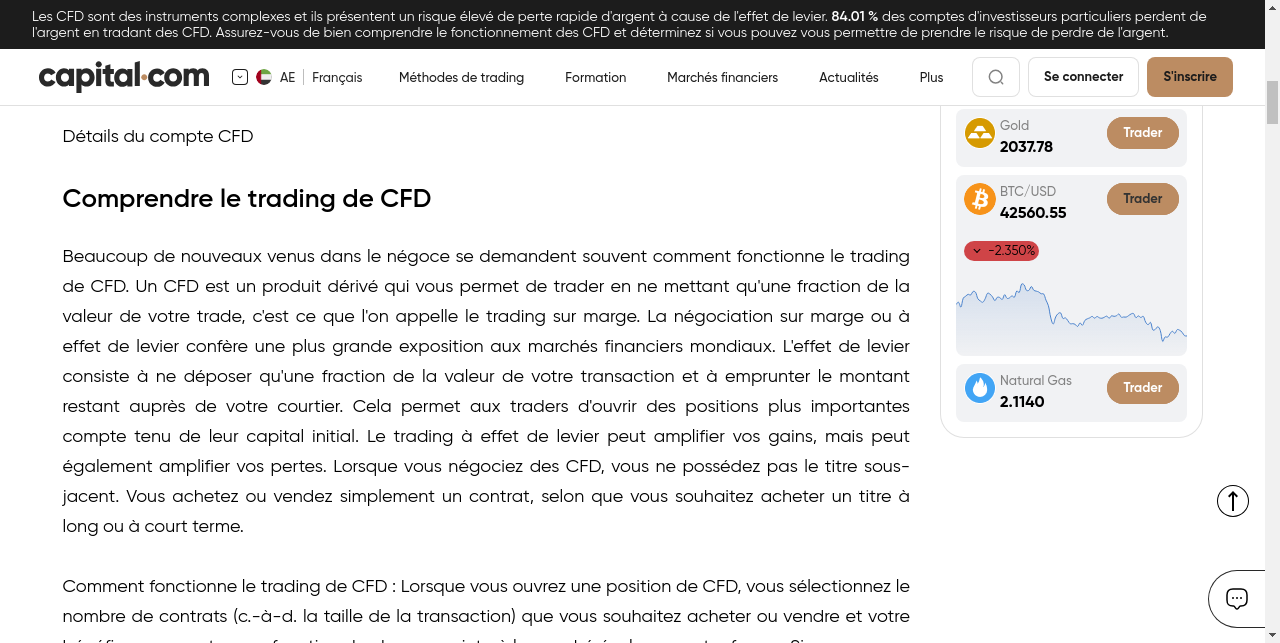 Les CFD sont des instruments complexes et ils présentent un risque élevé de perte rapide d'argent à cause de l'effet de levier. 84.01 % des comptes d'investisseurs particuliers perdent de
l'argent en tradant des CFD. Assurez-vous de bien comprendre le fonctionnement des CFD et déterminez si vous pouvez vous permettre de prendre le risque de perdre de l'argent.
capital.com
AE Français
Méthodes de trading
Formation
Marchés financiers
Actualités
Plus
Se connecter
S'inscrire
Détails du compte CFD
Comprendre le trading de CFD
Beaucoup de nouveaux venus dans le négoce se demandent souvent comment fonctionne le trading
de CFD. Un CFD est un produit dérivé qui vous permet de trader en ne mettant qu'une fraction de la
valeur de votre trade, c'est ce que l'on appelle le trading sur marge. La négociation sur marge ou à
effet de levier confère une plus grande exposition aux marchés financiers mondiaux. L'effet de levier
consiste à ne déposer qu'une fraction de la valeur de votre transaction et à emprunter le montant
restant auprès de votre courtier. Cela permet aux traders d'ouvrir des positions plus importantes
compte tenu de leur capital initial. Le trading à effet de levier peut amplifier vos gains, mais peut
également amplifier vos pertes. Lorsque vous négociez des CFD, vous ne possédez pas le titre sous-
jacent. Vous achetez ou vendez simplement un contrat, selon que vous souhaitez acheter un titre à
long ou à court terme.
Comment fonctionne le trading de CFD : Lorsque vous ouvrez une position de CFD, vous sélectionnez le
nombre de contrats (c.-à-d. la taille de la transaction) que vous souhaitez acheter ou vendre et votre
Gold
2037.78
Trader
BTC/USD
42560.55
Trader
-2.350%
Natural Gas
2.1140
Trader